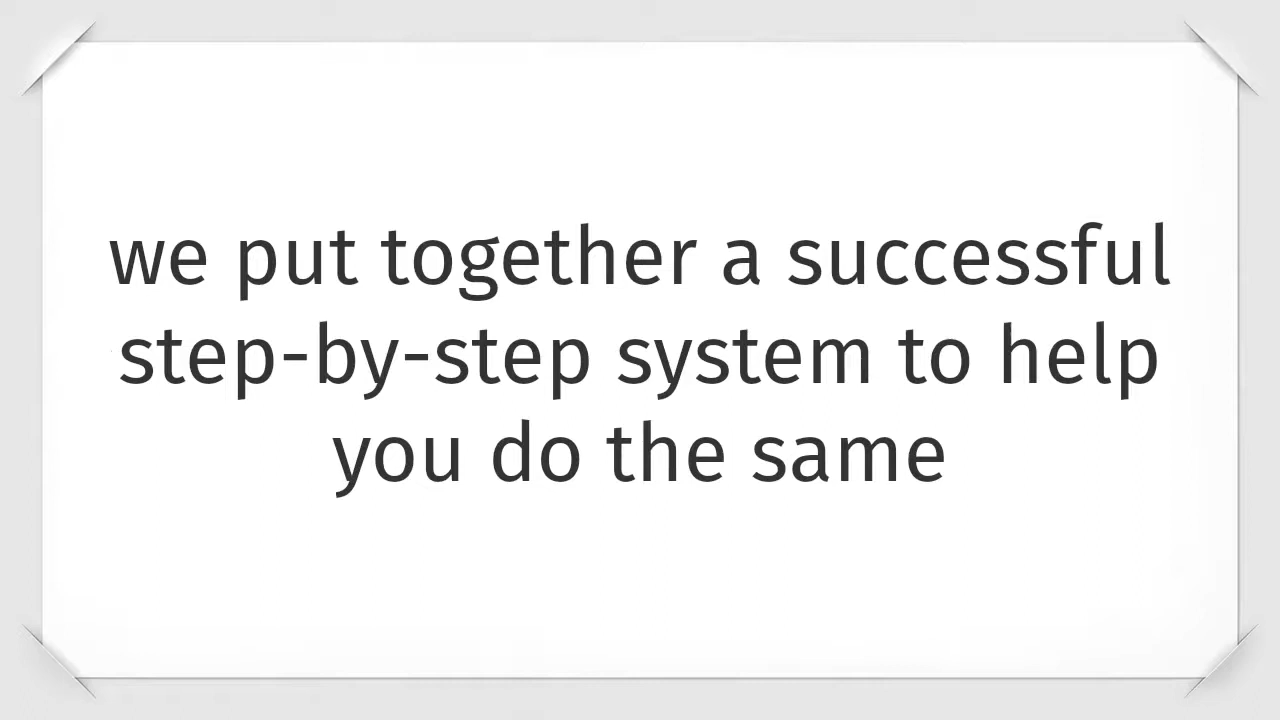 we put together a successful
step-by-step system to help
you do the same